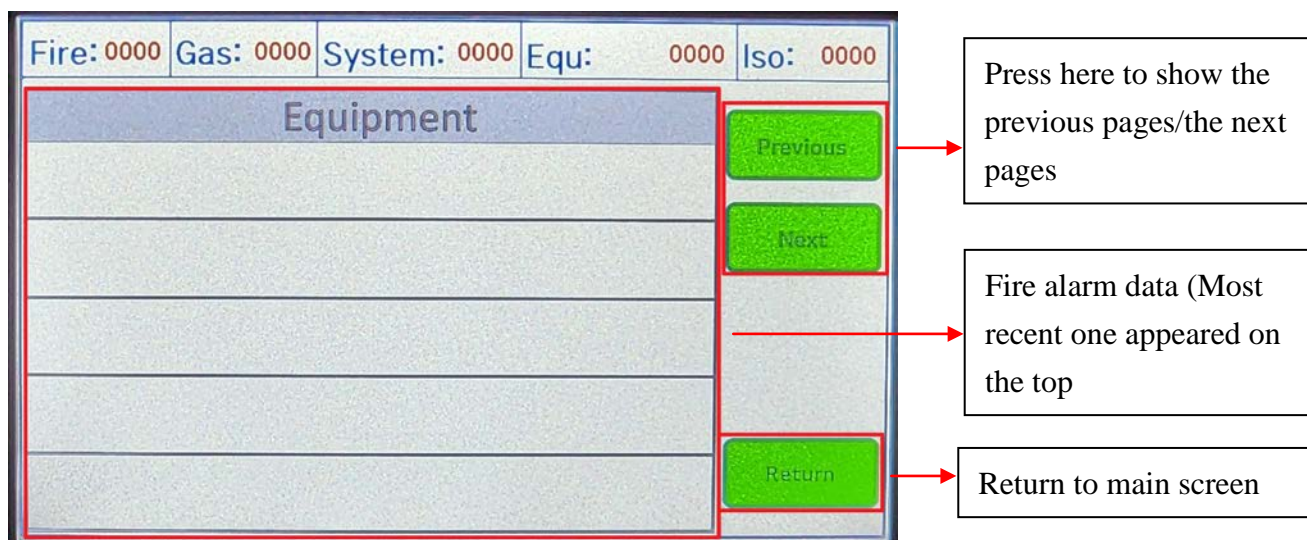 Fire: 0000 Gas: 0000 System: 0000 Equ: 0000 Iso: 0000
Equipment
Previous
Next
Return
Press here to show the
previous pages/the next
pages
Fire alarm data (Most
recent one appeared on
the top
Return to main screen